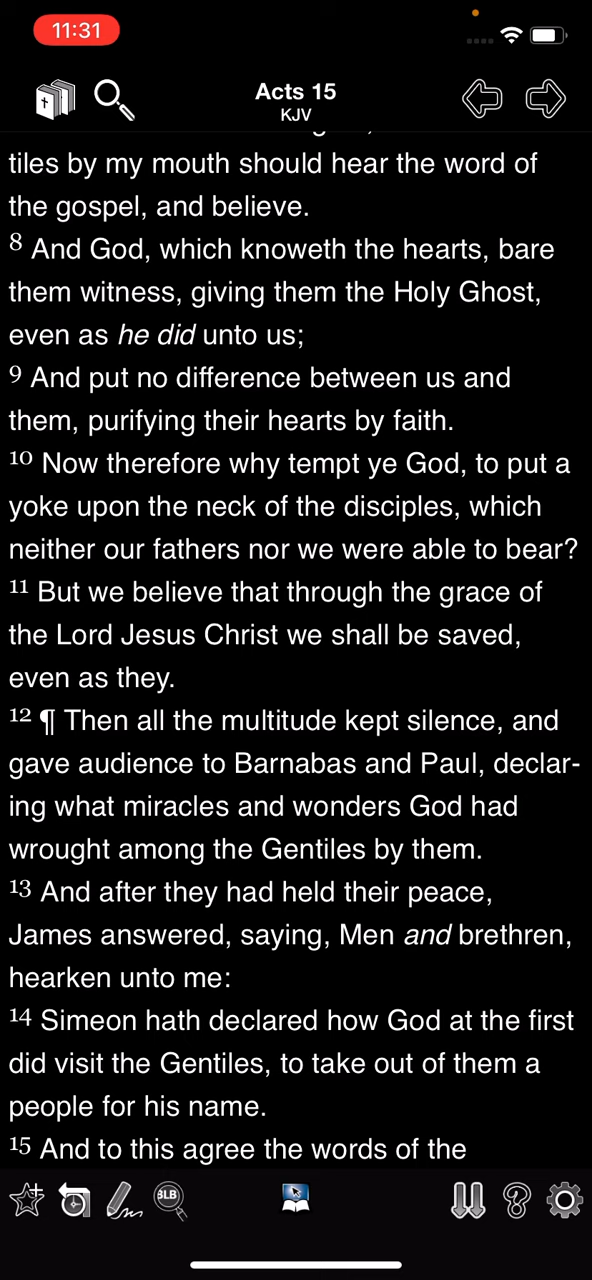 11:31
Acts 15
KJV
tiles by my mouth should hear the word of
the gospel, and believe.
8 And God, which knoweth the hearts, bare
them witness, giving them the Holy Ghost,
even as he did unto us;
9 And put no difference between us and
them, purifying their hearts by faith.
10 Now therefore why tempt ye God, to put a
yoke upon the neck of the disciples, which
neither our fathers nor we were able to bear?
11 But we believe that through the grace of
the Lord Jesus Christ we shall be saved,
even as they.
12 ¶ Then all the multitude kept silence, and
gave audience to Barnabas and Paul, declar-
ing what miracles and wonders God had
wrought among the Gentiles by them.
13 And after they had held their peace,
James answered, saying, Men and brethren,
hearken unto me:
14 Simeon hath declared how God at the first
did visit the Gentiles, to take out of them a
people for his name.
15 And to this agree the words of the
BLB